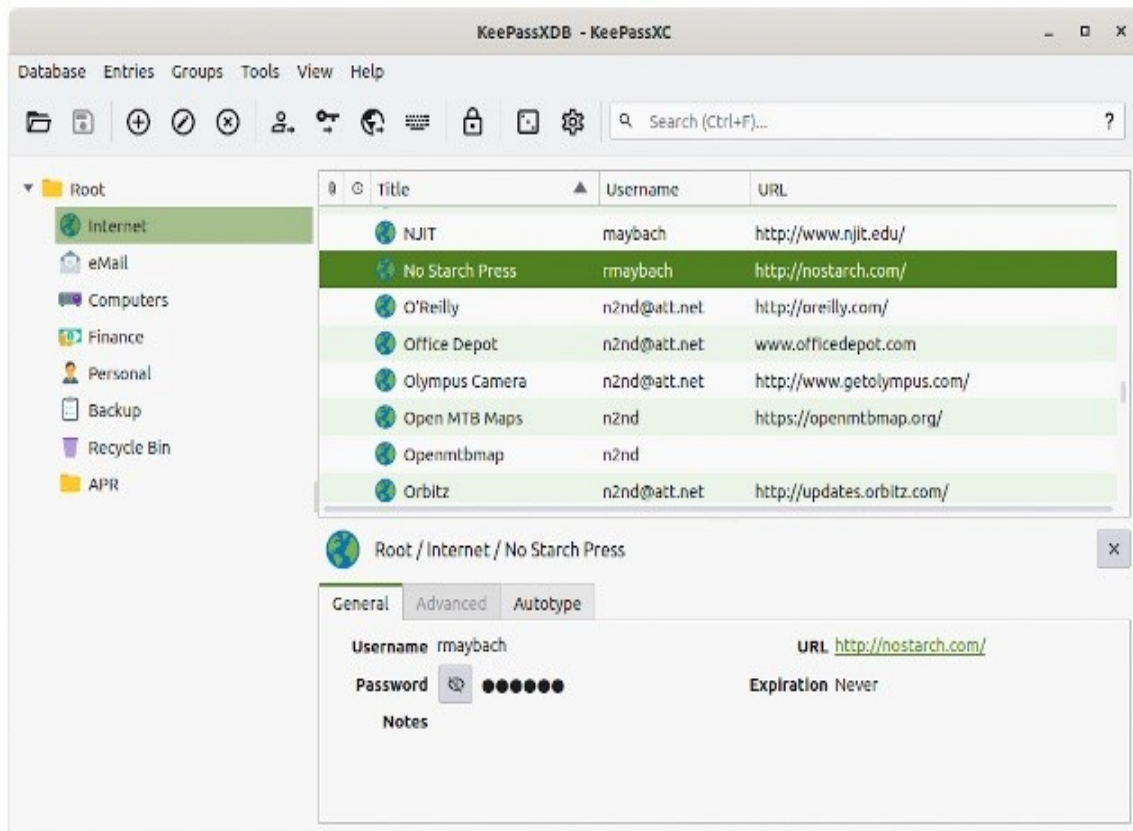 KeePassXDB - KeePassXC
Database Entries Groups Tools View Help
Search (Ctrl+F)... ?
Root
Internet
eMail
Computers
Finance
Personal
Backup
Recycle Bin
APR
Title Username URL
NJIT maybach http://www.njit.edu/
No Starch Press rmaybach http://nostarch.com/
O'Reilly n2nd@att.net http://oreilly.com/
Office Depot n2nd@att.net www.officedepot.com
Olympus Camera n2nd@att.net http://www.getolympus.com/
Open MTB Maps n2nd https://openmtbmap.org/
Openmtbmap n2nd
Orbitz n2nd@att.net http://updates.orbitz.com/
Root / Internet / No Starch Press
General Advanced Autotype
Username rmaybach URL http://nostarch.com/
Password ●●●●●● Expiration Never
Notes